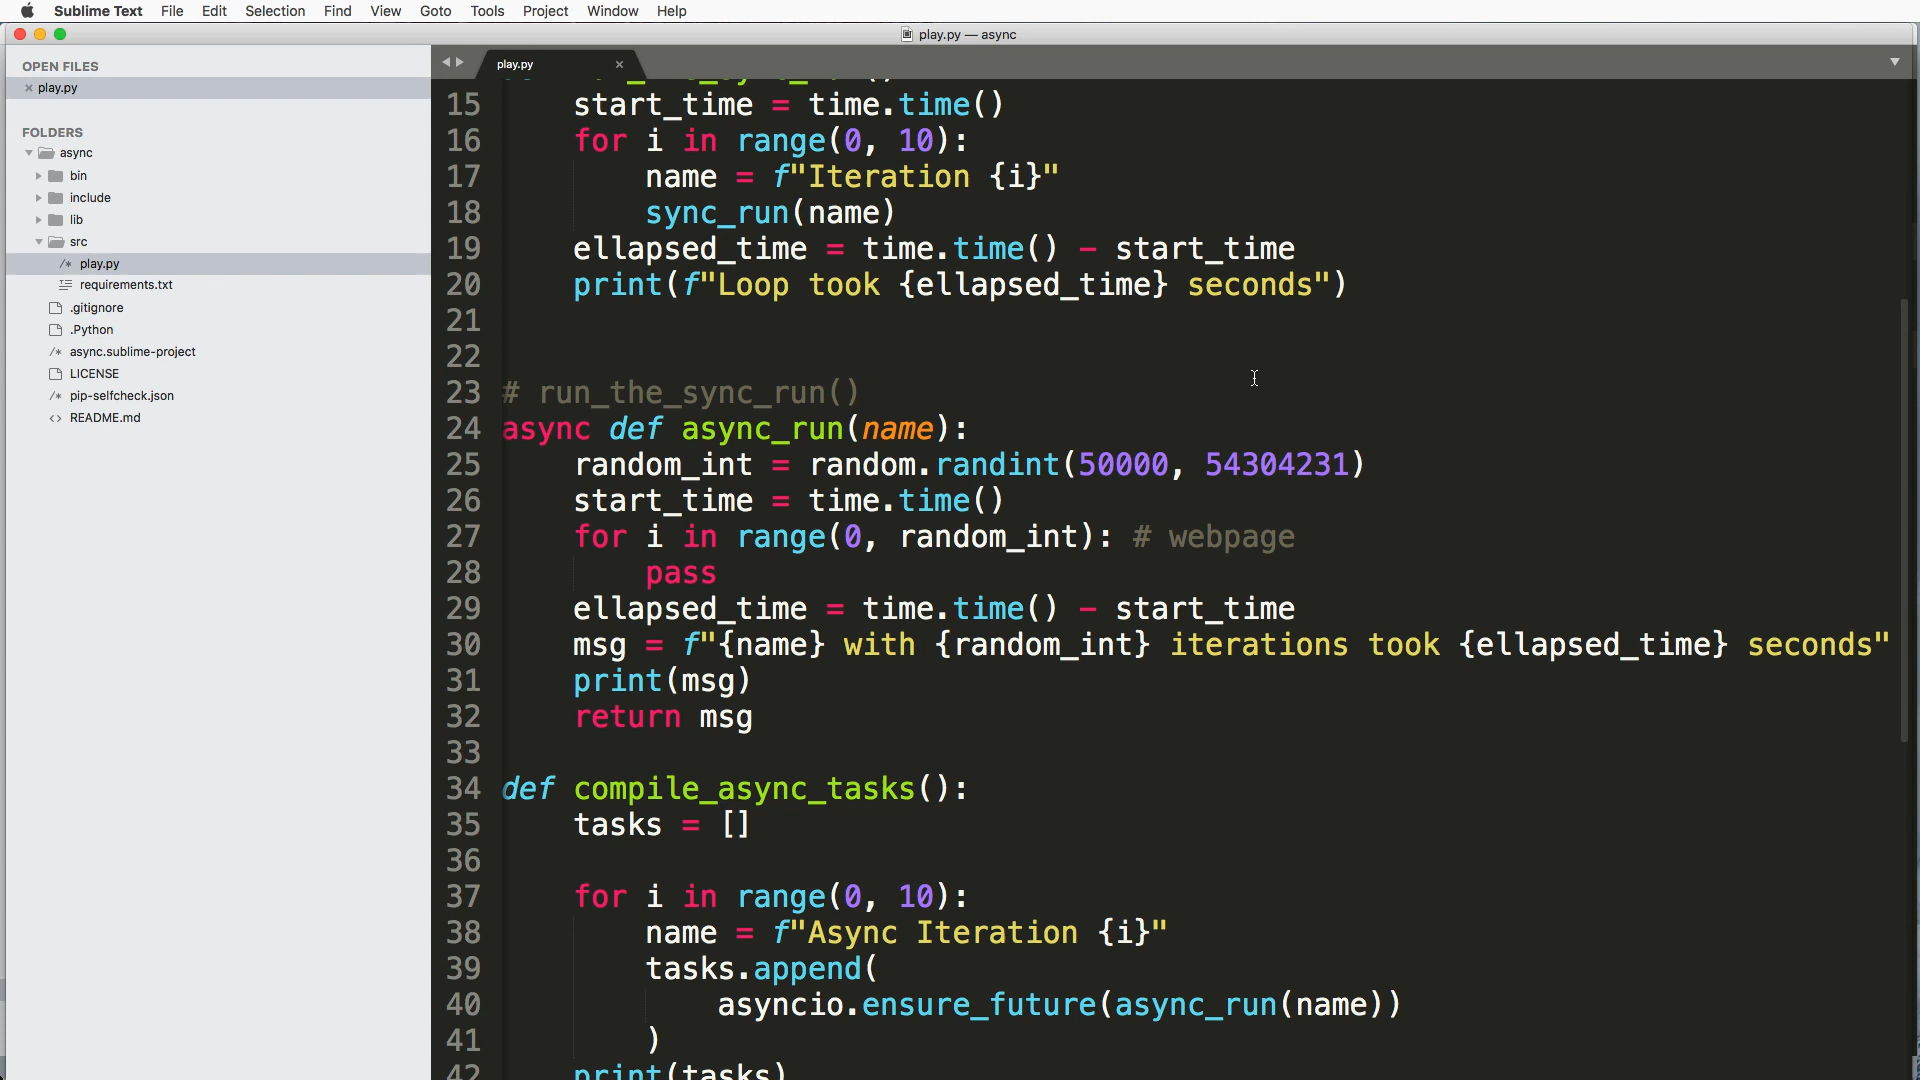 Sublime Text File Edit Selection Find View Goto Tools Project Window Help
play.py — async
OPEN FILES
play.py
FOLDERS
async
bin
include
lib
src
play.py
requirements.txt
.gitignore
.Python
async.sublime-project
LICENSE
pip-selfcheck.json
README.md
play.py
15 start_time = time.time()
16 for i in range(0, 10):
17 name = f"Iteration {i}"
18 sync_run(name)
19 ellapsed_time = time.time() - start_time
20 print(f"Loop took {ellapsed_time} seconds")
21
22
23 # run_the_sync_run()
24 async def async_run(name):
25 random_int = random.randint(50000, 54304231)
26 start_time = time.time()
27 for i in range(0, random_int): # webpage
28 pass
29 ellapsed_time = time.time() - start_time
30 msg = f"{name} with {random_int} iterations took {ellapsed_time} seconds"
31 print(msg)
32 return msg
33
34 def compile_async_tasks():
35 tasks = []
36
37 for i in range(0, 10):
38 name = f"Async Iteration {i}"
39 tasks.append(
40 asyncio.ensure_future(async_run(name))
41 )
42 print(tasks)